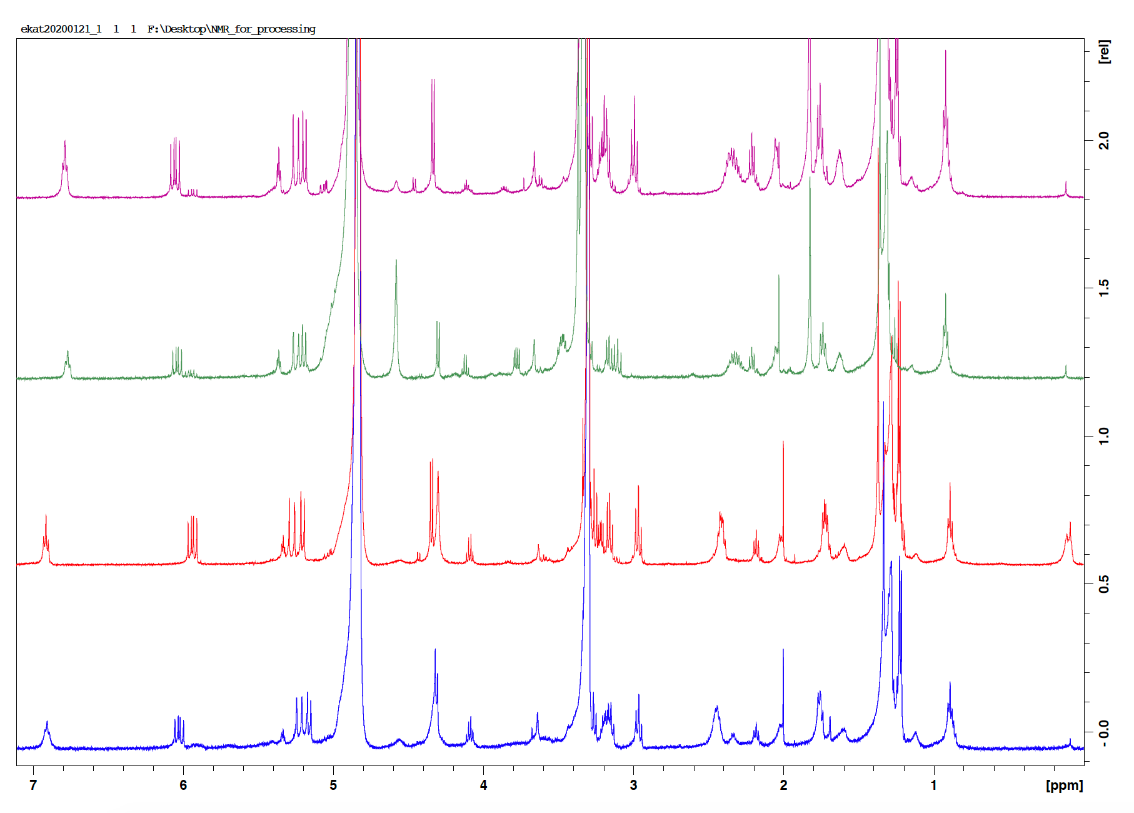 ekat20200121_1 1 1 F:\Desktop\NMR_for_processing
[rel]
2.0
1.5
1.0
0.5
- 0.0
7 6 5 4 3 2 1 [ppm]